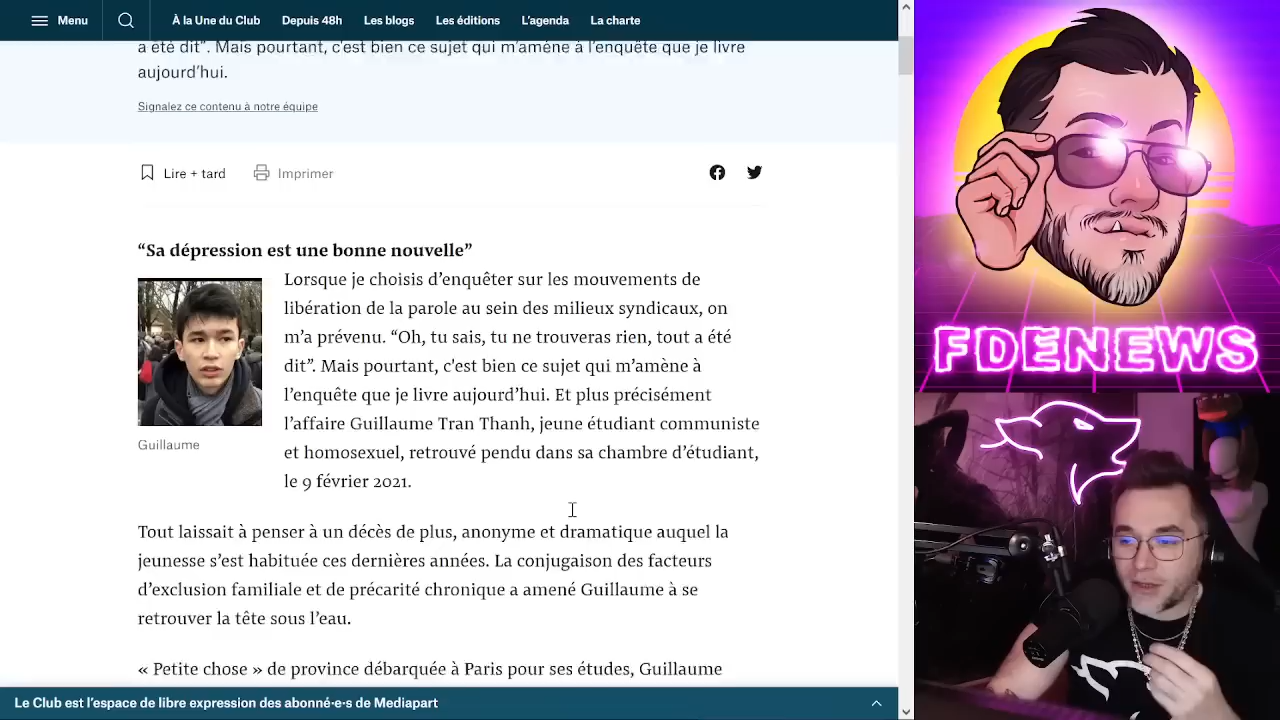 Menu
À la Une du Club
Depuis 48h
Les blogs
Les éditions
L'agenda
La charte
a été dit”. Mais pourtant, c'est bien ce sujet qui m’amène à l’enquête que je livre
aujourd’hui.
Signalez ce contenu à notre équipe
Lire + tard
Imprimer
“Sa dépression est une bonne nouvelle”
Lorsque je choisis d’enquêter sur les mouvements de
libération de la parole au sein des milieux syndicaux, on
m’a prévenu. “Oh, tu sais, tu ne trouveras rien, tout a été
dit”. Mais pourtant, c'est bien ce sujet qui m’amène à
l’enquête que je livre aujourd’hui. Et plus précisément
l’affaire Guillaume Tran Thanh, jeune étudiant communiste
et homosexuel, retrouvé pendu dans sa chambre d’étudiant,
le 9 février 2021.
Guillaume
Tout laissait à penser à un décès de plus, anonyme et dramatique auquel la
jeunesse s’est habituée ces dernières années. La conjugaison des facteurs
d’exclusion familiale et de précarité chronique a amené Guillaume à se
retrouver la tête sous l’eau.
« Petite chose » de province débarquée à Paris pour ses études, Guillaume
Le Club est l'espace de libre expression des abonné·e·s de Mediapart
FDENEWS